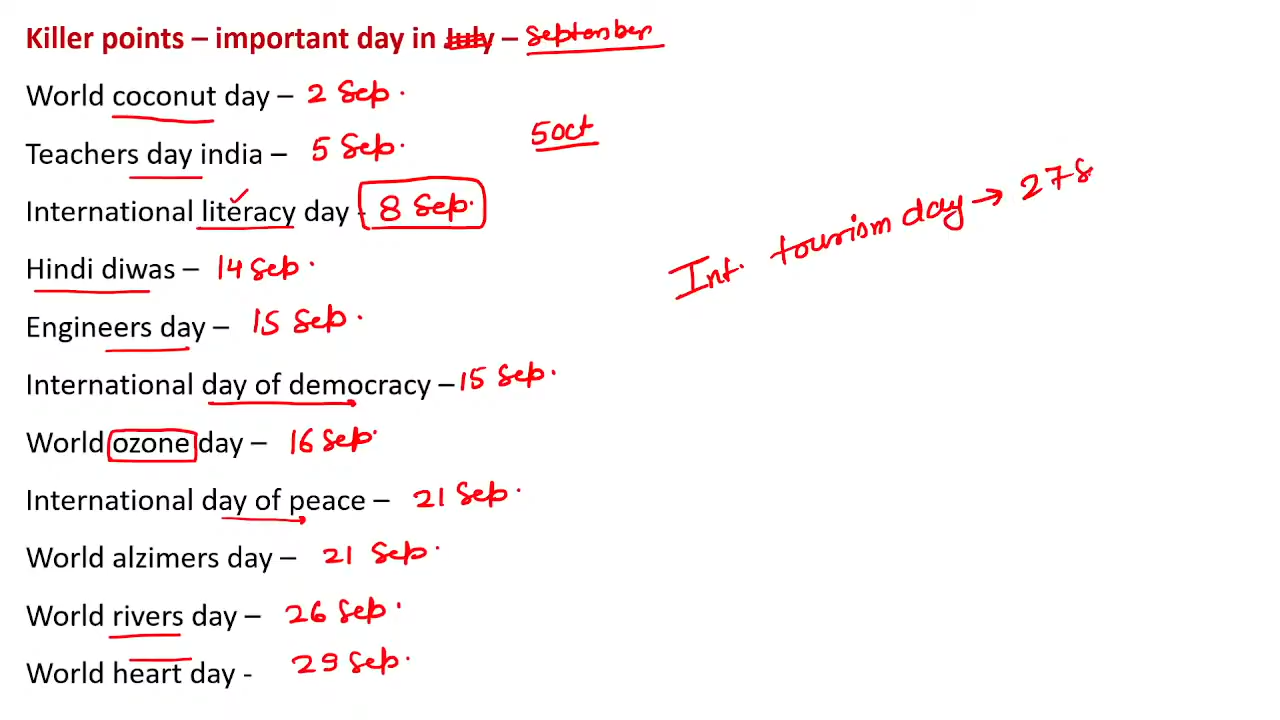 Killer points – important day in July – September
World coconut day – 2 Sep.
5 oct
Teachers day india – 5 Sep.
International literacy day - 8 Sep.
Int. tourism day → 27 S
Hindi diwas – 14 Sep.
Engineers day – 15 Sep.
International day of democracy – 15 Sep.
World ozone day – 16 Sep.
International day of peace – 21 Sep.
World alzimers day – 21 Sep.
World rivers day – 26 Sep.
World heart day - 29 Sep.